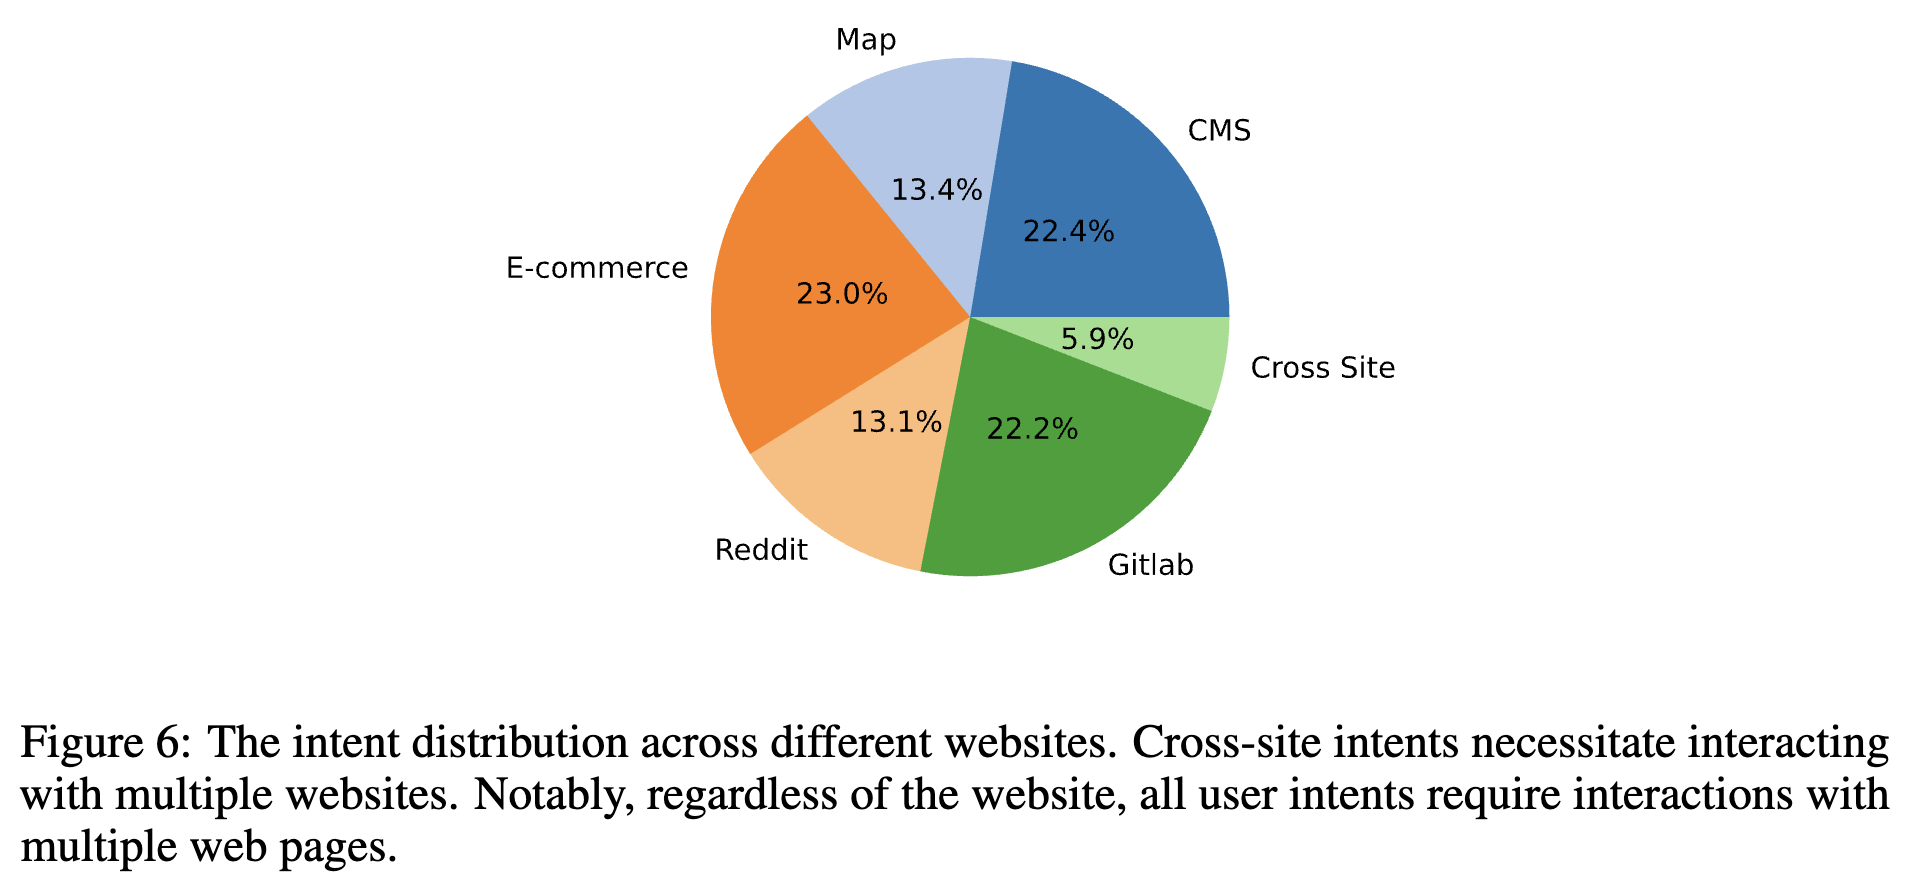 Map
CMS
13.4%
22.4%
E-commerce
23.0%
5.9%
Cross Site
13.1%
22.2%
Reddit
Gitlab
Figure 6: The intent distribution across different websites. Cross-site intents necessitate interacting
with multiple websites. Notably, regardless of the website, all user intents require interactions with
multiple web pages.